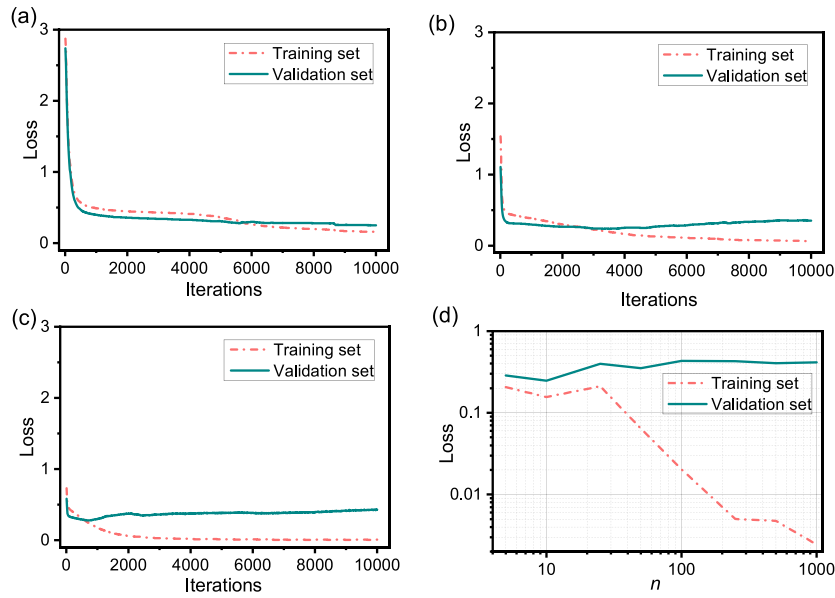 (a)
3
2
1
0
Loss
Training set
Validation set
0 2000 4000 6000 8000 10000
Iterations
(b)
3
2
1
0
Loss
Training set
Validation set
0 2000 4000 6000 8000 10000
Iterations
(c)
3
2
1
0
Loss
Training set
Validation set
0 2000 4000 6000 8000 10000
Iterations
(d)
1
0.1
0.01
Loss
Training set
Validation set
10 100 1000
n